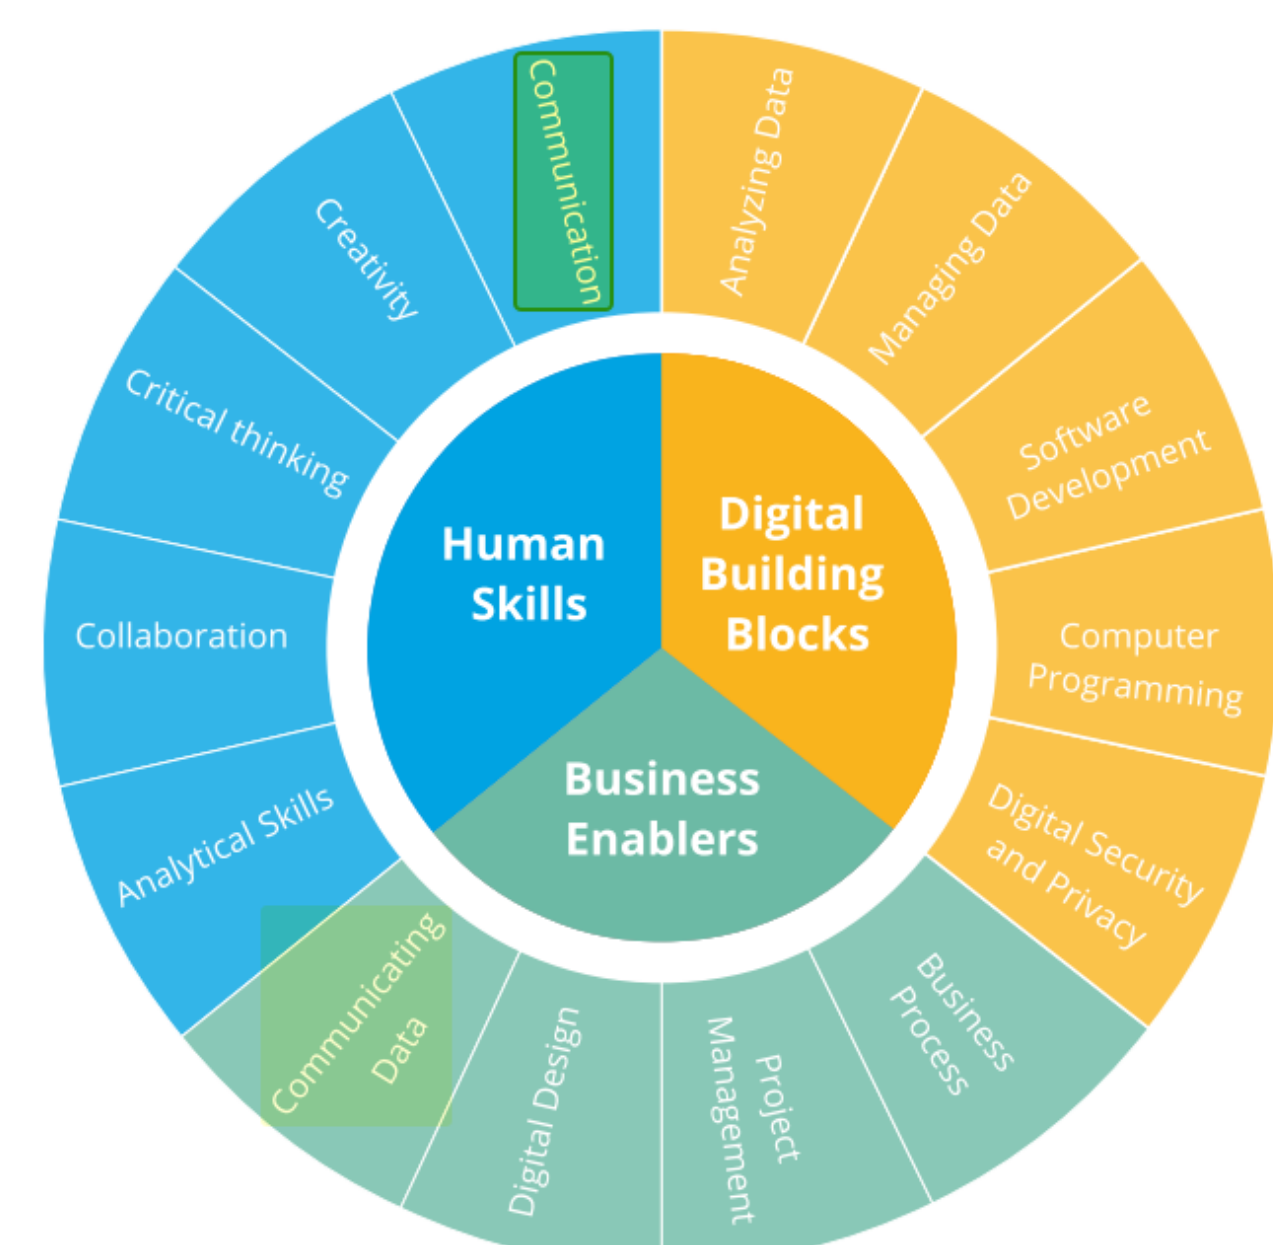 Communication
Analyzing Data
Managing Data
Software
Development
Computer
Programming
Digital Security
and Privacy
Business
Process
Project
Management
Digital Design
Communicating
Data
Analytical Skills
Collaboration
Critical thinking
Creativity
Human
Skills
Digital
Building
Blocks
Business
Enablers